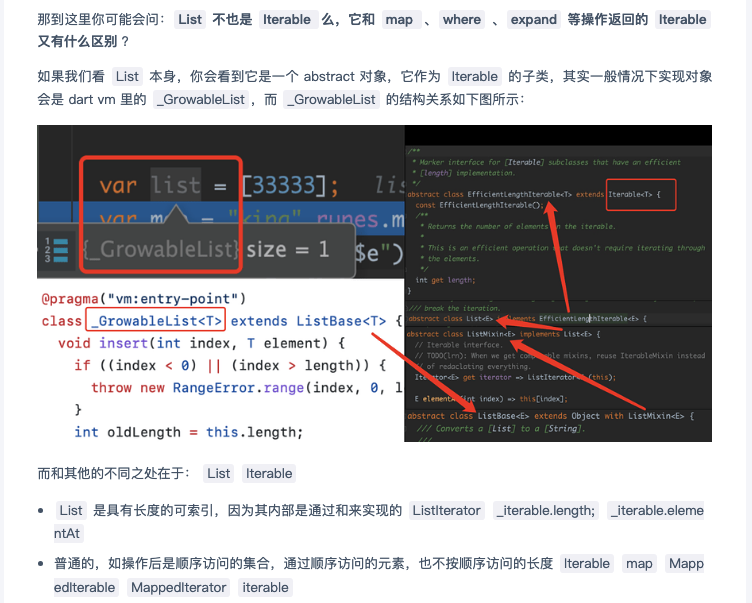 那到这里你可能会问： List 不也是 Iterable 么，它和 map 、 where 、 expand 等操作返回的 Iterable
又有什么区别 ?
如果我们看 List 本身，你会看到它是一个 abstract 对象，它作为 Iterable 的子类，其实一般情况下实现对象
会是 dart vm 里的 _GrowableList，而 _GrowableList 的结构关系如下图所示：
var list = [33333]; lis
var m = "king".runes.m
{_GrowableList} size = 1
$e")
@pragma("vm:entry-point")
class _GrowableList<T> extends ListBase<T> {
void insert(int index, T element) {
if ((index < 0) || (index > length)) {
throw new RangeError.range(index, 0, l
}
int oldLength = this.length;
/**
* Marker interface for [Iterable] subclasses that have an efficient
* [length] implementation.
*/
abstract class EfficientLengthIterable<T> extends Iterable<T> {
const EfficientLengthIterable();
/**
* Returns the number of elements in the iterable.
*
* This is an efficient operation that doesn't require iterating through
* the elements.
*/
int get length;
}
/// break the iteration.
abstract class List<E> implements EfficientLengthIterable<E> {
abstract class ListMixin<E> implements List<E> {
// Iterable interface.
// TODO(lrn): When we get composable mixins, reuse IterableMixin instead
// of redaclating everything.
Iterator<E> get iterator => ListIterator<E>(this);
E elementAt(int index) => this[index];
abstract class ListBase<E> extends Object with ListMixin<E> {
/// Converts a [List] to a [String].
///
而和其他的不同之处在于： List Iterable
• List 是具有长度的可索引，因为其内部是通过和来实现的 ListIterator _iterable.length; _iterable.eleme
ntAt
• 普通的，如操作后是顺序访问的集合，通过顺序访问的元素，也不按顺序访问的长度 Iterable map Mapp
edIterable MappedIterator iterable